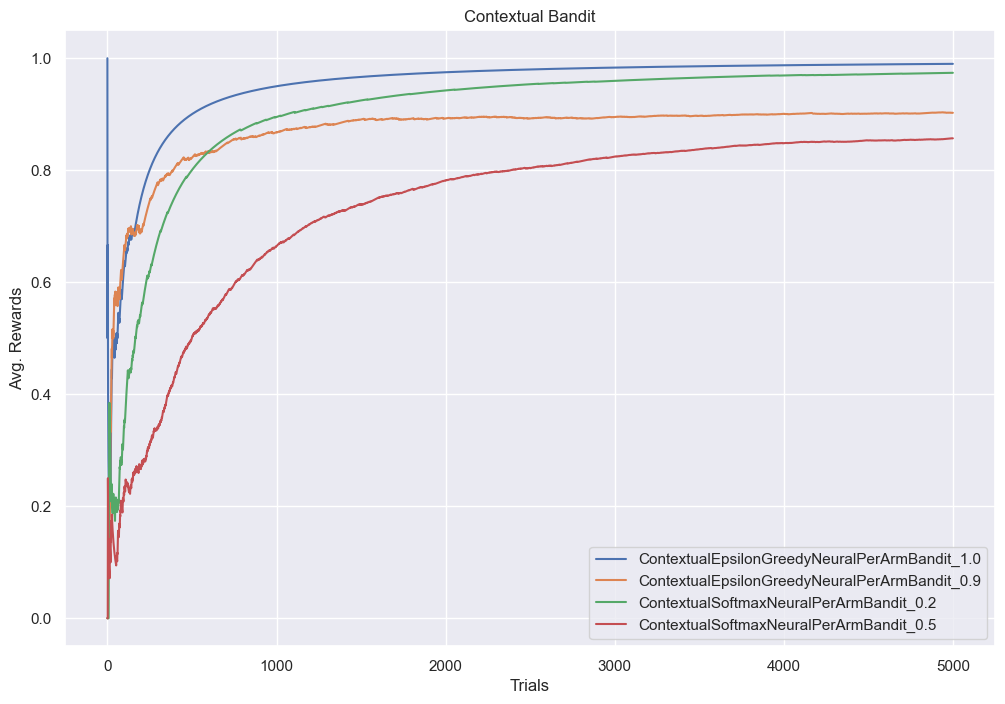 Contextual Bandit
Avg. Rewards
1.0
0.8
0.6
0.4
0.2
0.0
ContextualEpsilonGreedyNeuralPerArmBandit_1.0
ContextualEpsilonGreedyNeuralPerArmBandit_0.9
ContextualSoftmaxNeuralPerArmBandit_0.2
ContextualSoftmaxNeuralPerArmBandit_0.5
0 1000 2000 3000 4000 5000
Trials